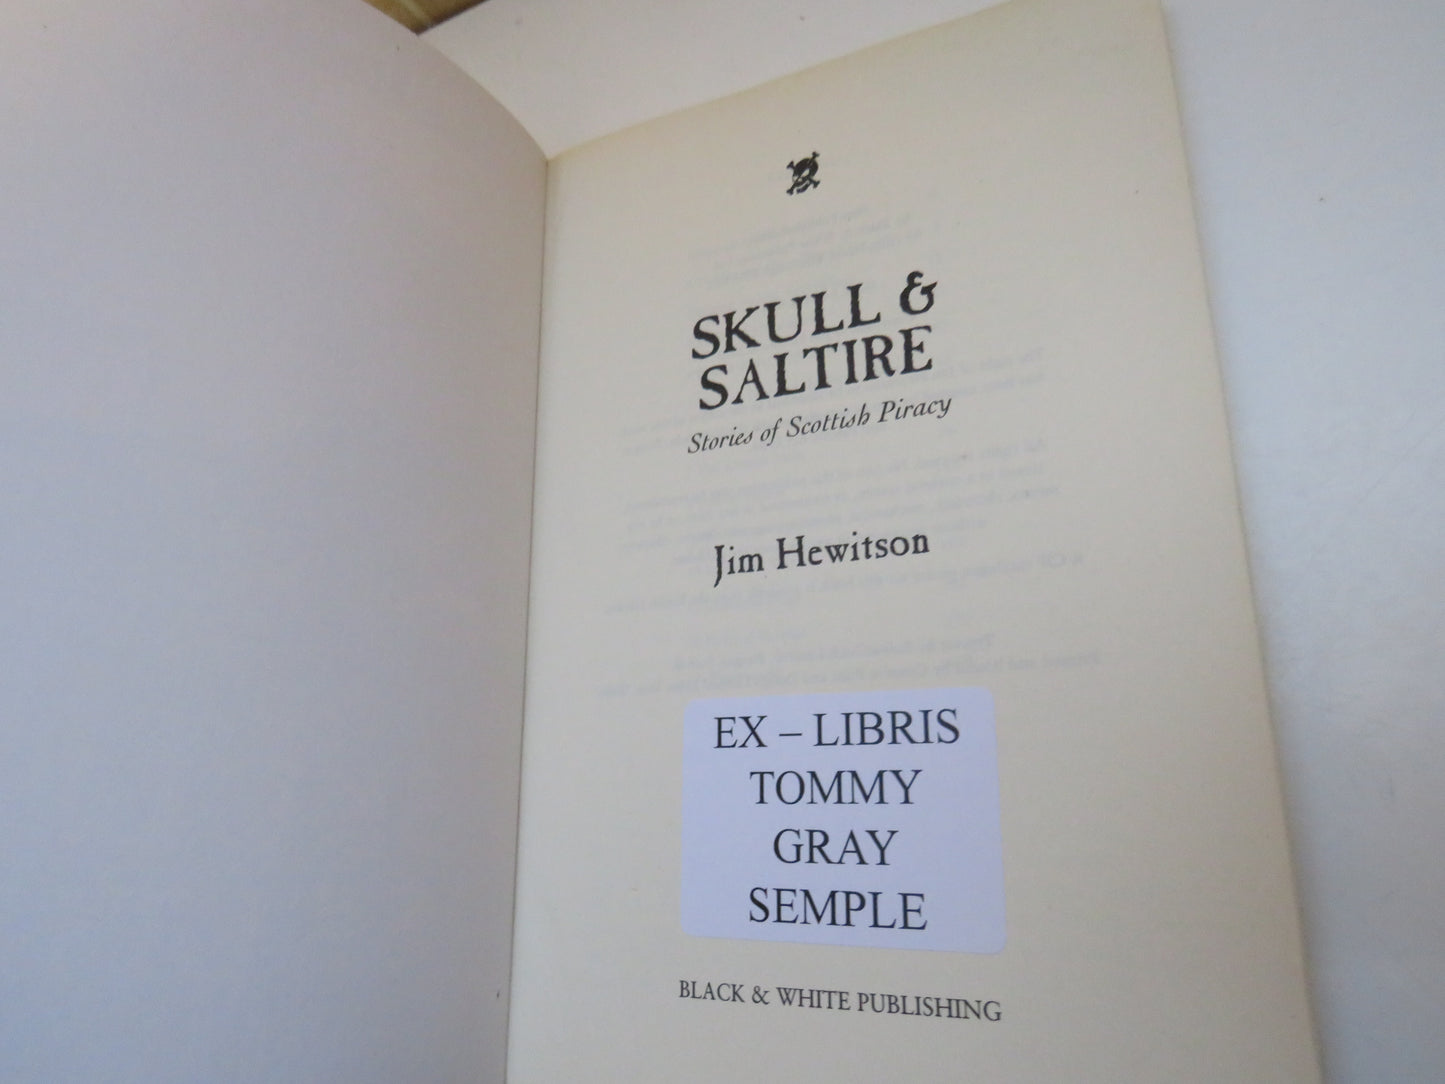 SKULL &
SALTIRE
Stories of Scottish Piracy
Jim Hewitson
EX – LIBRIS
TOMMY
GRAY
SEMPLE
BLACK & WHITE PUBLISHING